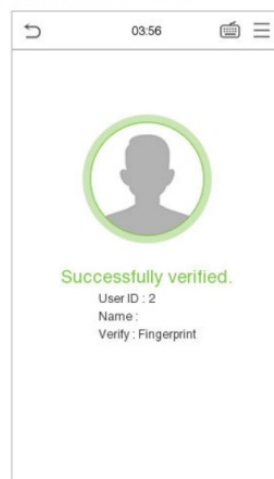 03:56
Successfully verified.
User ID : 2
Name :
Verify : Fingerprint